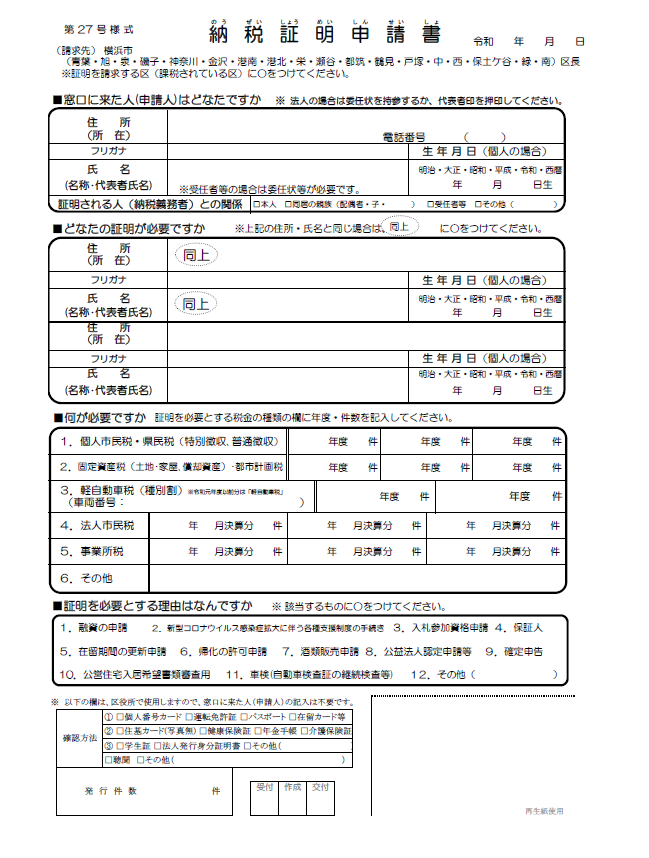 第27号様式
のう ぜい しょう めい しん せい しょ
納税証明申請書
令和　　年　　月　　日
（請求先）横浜市
（青葉・旭・泉・磯子・神奈川・金沢・港南・港北・栄・瀬谷・都筑・鶴見・戸塚・中・西・保土ケ谷・緑・南）区長
※証明を請求する区（課税されている区）に○をつけてください。
■窓口に来た人(申請人)はどなたですか　※ 法人の場合は委任状を持参するか、代表者印を押印してください。
住　所
（所　在）
電話番号　　　（　　　）
フリガナ
生年月日（個人の場合）
氏　名
（名称・代表者氏名）
※受任者等の場合は委任状等が必要です。
明治・大正・昭和・平成・令和・西暦
年　　月　　日生
証明される人（納税義務者）との関係
□本人　□同居の親族（配偶者・子・　　　）　□受任者等　□その他（　　　　）
■どなたの証明が必要ですか　※上記の住所・氏名と同じ場合は、同上　に○をつけてください。
住　所
（所　在）
同上
フリガナ
生年月日（個人の場合）
氏　名
（名称・代表者氏名）
同上
明治・大正・昭和・平成・令和・西暦
年　　月　　日生
住　所
（所　在）
フリガナ
生年月日（個人の場合）
氏　名
（名称・代表者氏名）
明治・大正・昭和・平成・令和・西暦
年　　月　　日生
■何が必要ですか　証明を必要とする税金の種類の欄に年度・件数を記入してください。
1．個人市民税・県民税（特別徴収、普通徴収）　年度　件　年度　件　年度　件
2．固定資産税（土地・家屋、償却資産）・都市計画税　年度　件　年度　件　年度　件
3．軽自動車税（種別割）※令和元年度以前分は「軽自動車税」
（車両番号：　　　　）　年度　件　年度　件
4．法人市民税　年　月決算分　件　年　月決算分　件　年　月決算分　件
5．事業所税　年　月決算分　件　年　月決算分　件　年　月決算分　件
6．その他
■証明を必要とする理由はなんですか　※ 該当するものに○をつけてください。
1．融資の申請　2．新型コロナウイルス感染症拡大に伴う各種支援制度の手続き　3．入札参加資格申請　4．保証人
5．在留期間の更新申請　6．帰化の許可申請　7．酒類販売申請　8．公益法人認定申請等　9．確定申告
10．公営住宅入居希望書類審査用　11．車検(自動車検査証の継続検査等)　12．その他（　　　　）
※ 以下の欄は、区役所で使用しますので、窓口に来た人(申請人)の記入は不要です。
確認方法
① □個人番号カード □運転免許証 □パスポート □在留カード等
② □住基カード(写真無) □健康保険証 □年金手帳 □介護保険証
③ □学生証 □法人発行身分証明書 □その他(　　　　)
□聴聞　□その他(　　　　)
発行件数　　　件
受付　作成　交付
再生紙使用